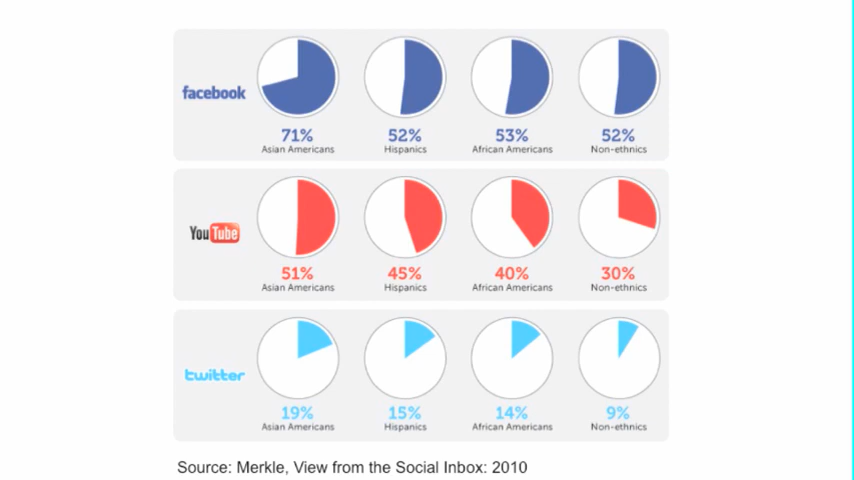 facebook
71% 52% 53% 52%
Asian Americans Hispanics African Americans Non-ethnics
YouTube
51% 45% 40% 30%
Asian Americans Hispanics African Americans Non-ethnics
twitter
19% 15% 14% 9%
Asian Americans Hispanics African Americans Non-ethnics
Source: Merkle, View from the Social Inbox: 2010